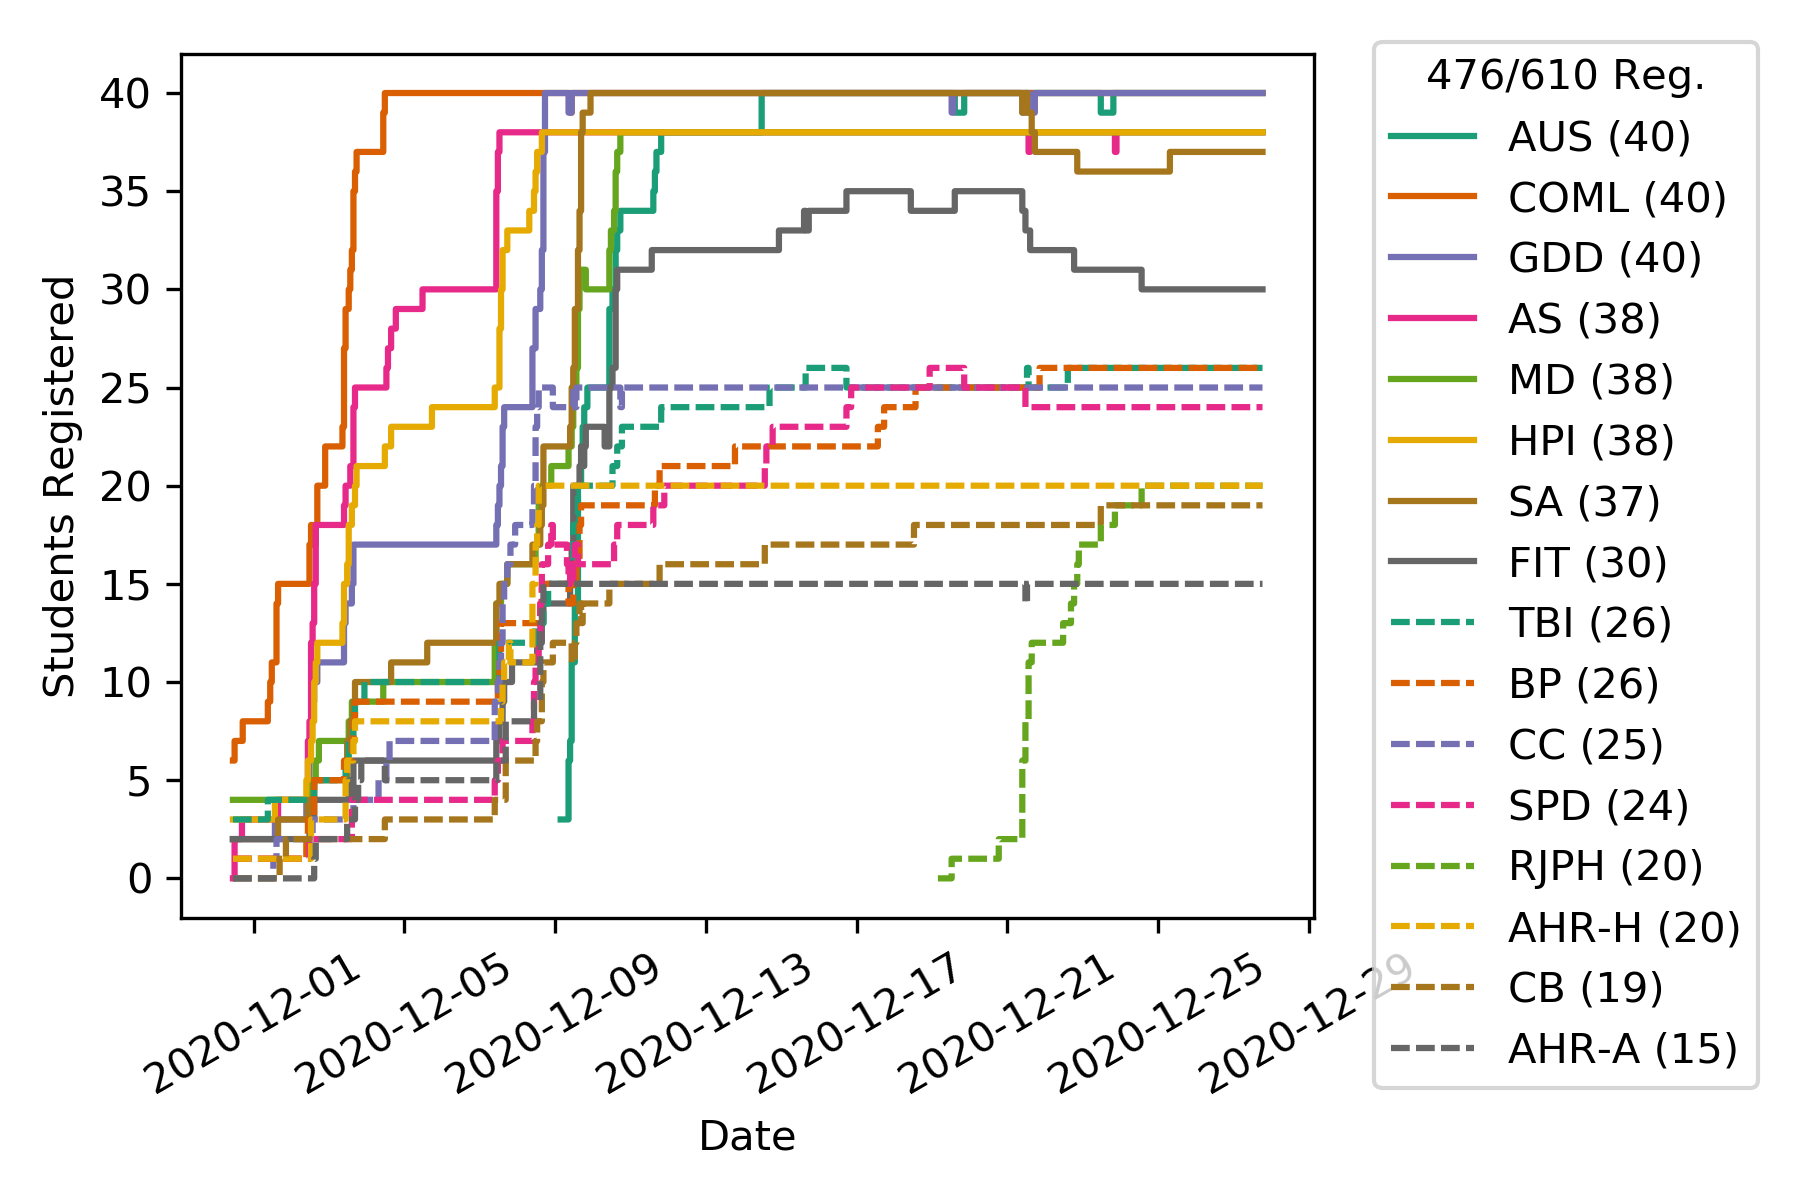 40
35
30
25
20
15
10
5
0
Students Registered
2020-12-01
2020-12-05
2020-12-09
2020-12-13
2020-12-17
2020-12-21
2020-12-25
2020-12-29
Date
476/610 Reg.
AUS (40)
COML (40)
GDD (40)
AS (38)
MD (38)
HPI (38)
SA (37)
FIT (30)
TBI (26)
BP (26)
CC (25)
SPD (24)
RJPH (20)
AHR-H (20)
CB (19)
AHR-A (15)